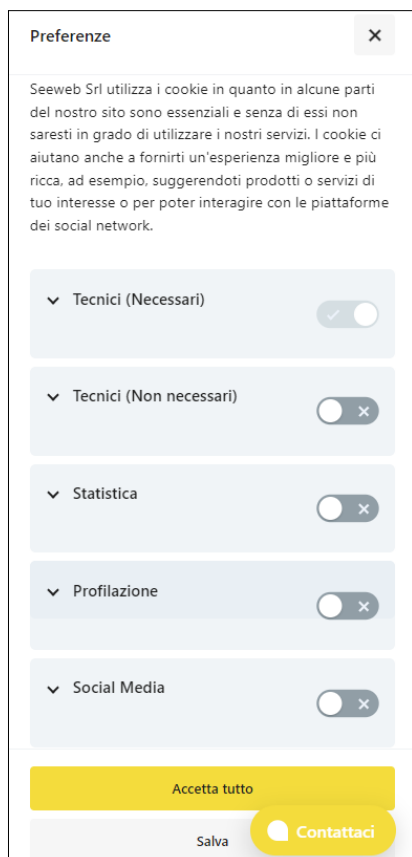 Preferenze
Seeweb Srl utilizza i cookie in quanto in alcune parti
del nostro sito sono essenziali e senza di essi non
saresti in grado di utilizzare i nostri servizi. I cookie ci
aiutano anche a fornirti un'esperienza migliore e più
ricca, ad esempio, suggerendoti prodotti o servizi di
tuo interesse o per poter interagire con le piattaforme
dei social network.
Tecnici (Necessari)
Tecnici (Non necessari)
Statistica
Profilazione
Social Media
Accetta tutto
Contattaci
Salva